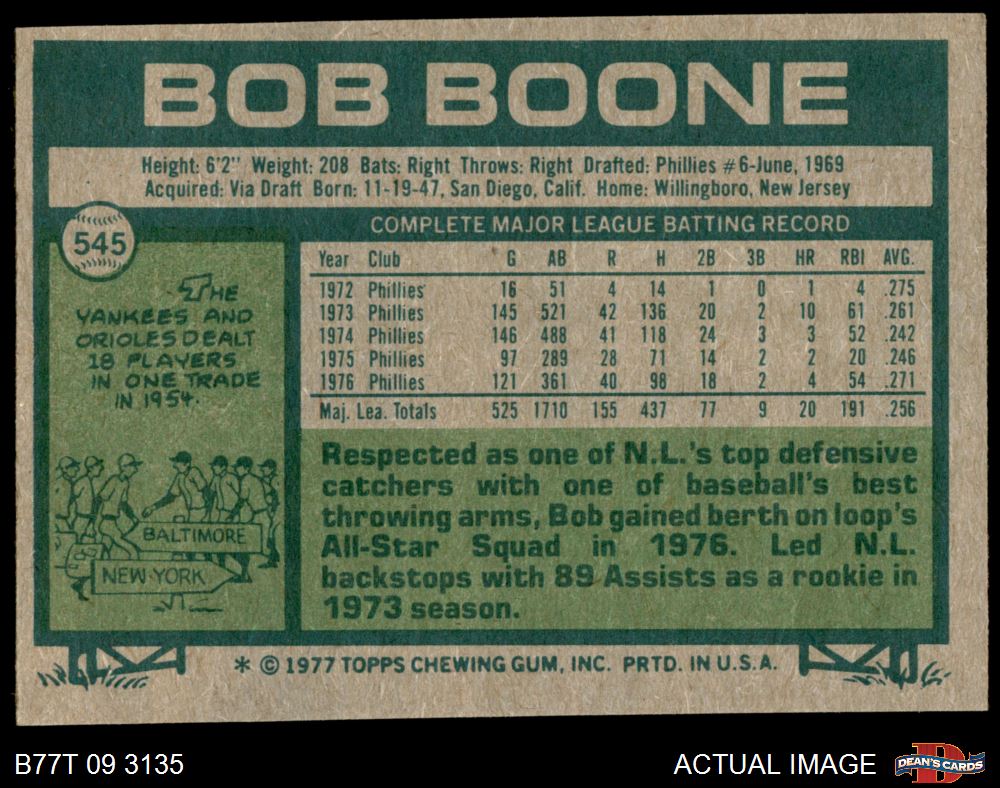 BOB BOONE
Height: 6'2" Weight: 208 Bats: Right Throws: Right Drafted: Phillies #6-June, 1969
Acquired: Via Draft Born: 11-19-47, San Diego, Calif. Home: Willingboro, New Jersey
545
THE
YANKEES AND
ORIOLES DEALT
18 PLAYERS
IN ONE TRADE
IN 1954.
BALTIMORE
NEW YORK
COMPLETE MAJOR LEAGUE BATTING RECORD
Year Club G AB R H 2B 3B HR RBI AVG.
1972 Phillies 16 51 4 14 1 0 1 4 .275
1973 Phillies 145 521 42 136 20 2 10 61 .261
1974 Phillies 146 488 41 118 24 3 3 52 .242
1975 Phillies 97 289 28 71 14 2 2 20 .246
1976 Phillies 121 361 40 98 18 2 4 54 .271
Maj. Lea. Totals 525 1710 155 437 77 9 20 191 .256
Respected as one of N.L.'s top defensive
catchers with one of baseball's best
throwing arms, Bob gained berth on loop's
All-Star Squad in 1976. Led N.L.
backstops with 89 Assists as a rookie in
1973 season.
* © 1977 TOPPS CHEWING GUM, INC. PRTD. IN U.S.A.
B77T 09 3135
ACTUAL IMAGE
DEAN'S CARDS